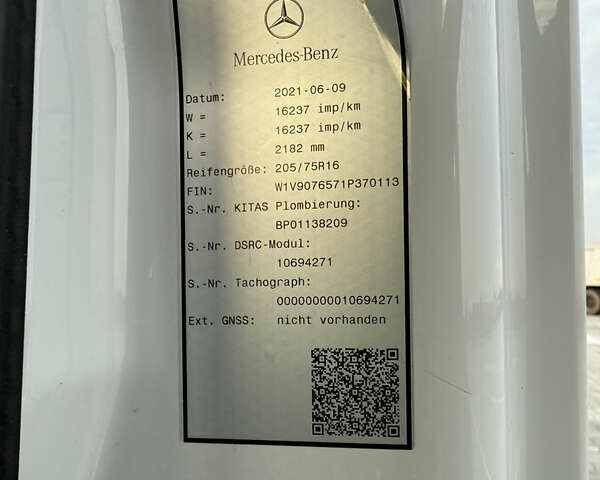 Mercedes-Benz
Datum: 2021-06-09
W = 16237 imp/km
K = 16237 imp/km
L = 2182 mm
Reifengröße: 205/75R16
FIN: W1V9076571P370113
S.-Nr. KITAS Plombierung:
BP01138209
S.-Nr. DSRC-Modul:
10694271
S.-Nr. Tachograph:
00000000010694271
Ext. GNSS: nicht vorhanden